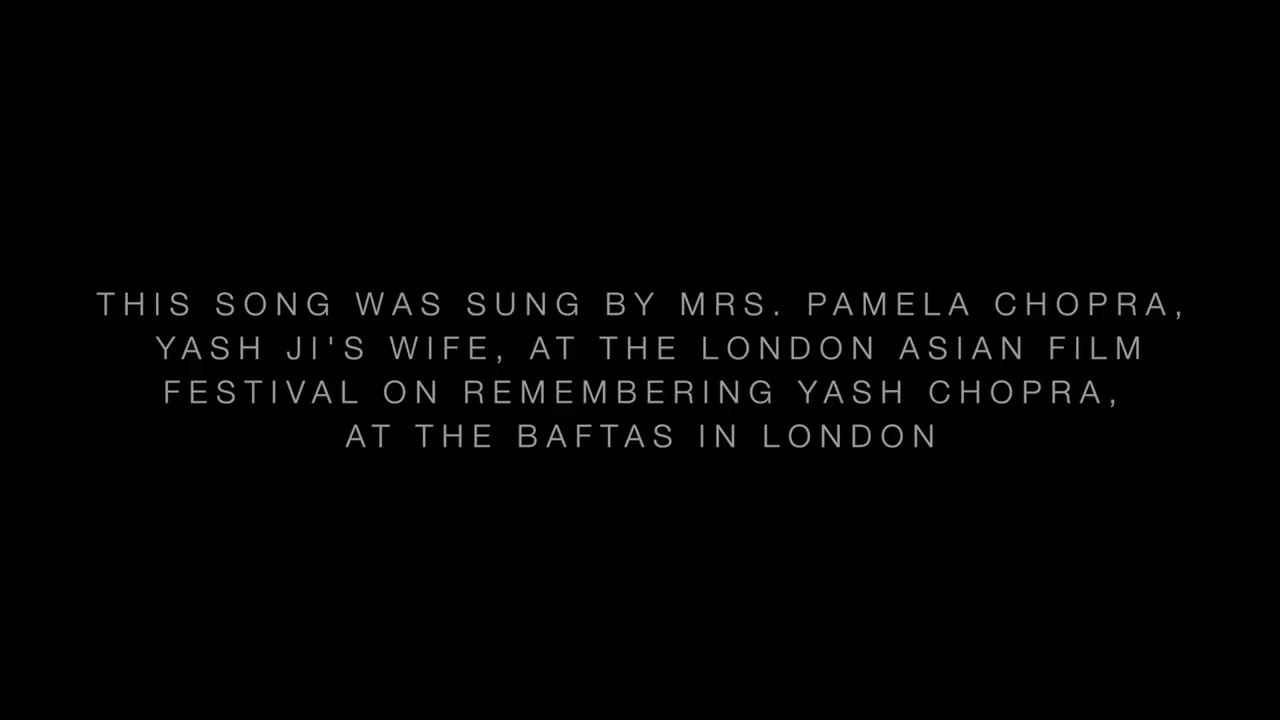 THIS SONG WAS SUNG BY MRS. PAMELA CHOPRA,
YASH JI'S WIFE, AT THE LONDON ASIAN FILM
FESTIVAL ON REMEMBERING YASH CHOPRA,
AT THE BAFTAS IN LONDON